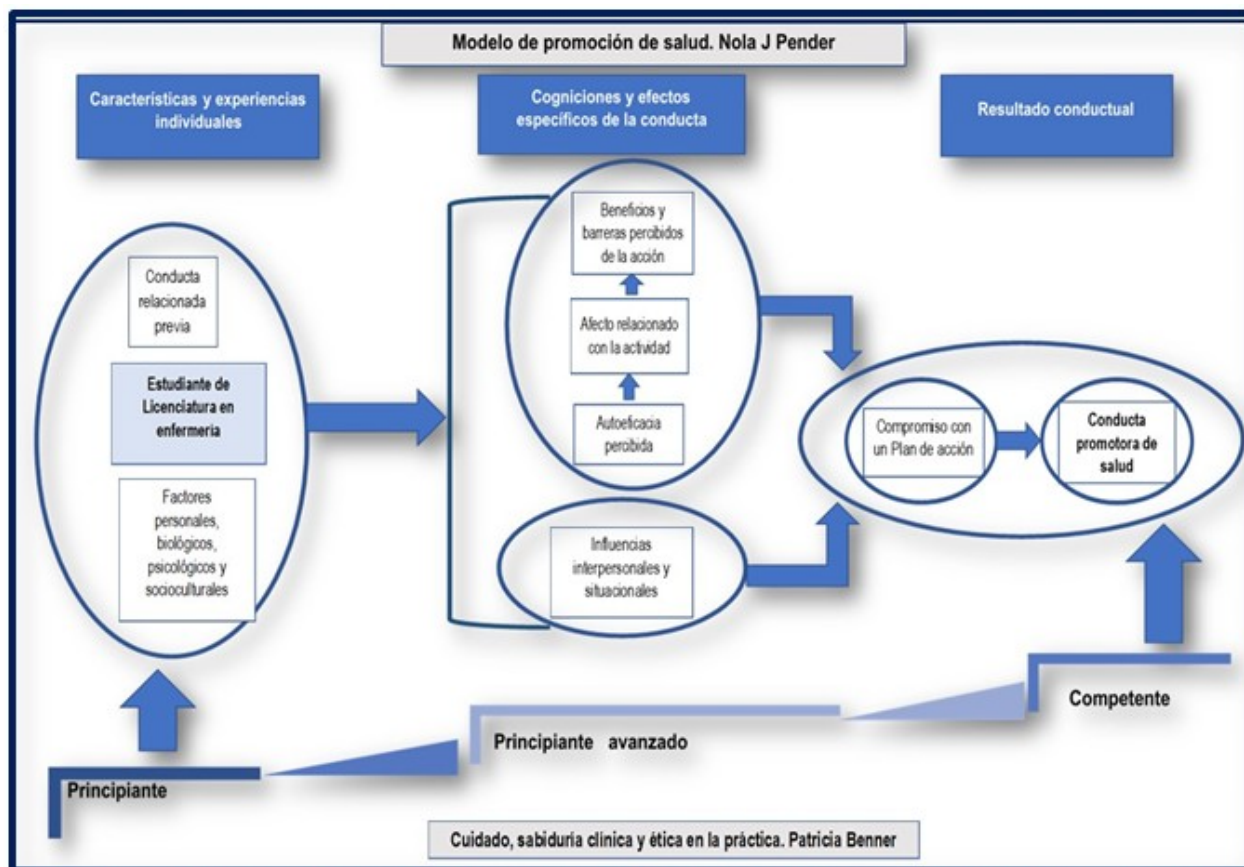 Modelo de promoción de salud. Nola J Pender
Características y experiencias
individuales
Cogniciones y efectos
específicos de la conducta
Resultado conductual
Conducta
relacionada
previa
Estudiante de
Licenciatura en
enfermería
Factores
personales,
biológicos,
psicológicos y
socioculturales
Beneficios y
barreras percibidos
de la acción
Afecto relacionado
con la actividad
Autoeficacia
percibida
Influencias
interpersonales y
situacionales
Compromiso con
un Plan de acción
Conducta
promotora de
salud
Principiante
Principiante avanzado
Competente
Cuidado, sabiduría clínica y ética en la práctica. Patricia Benner